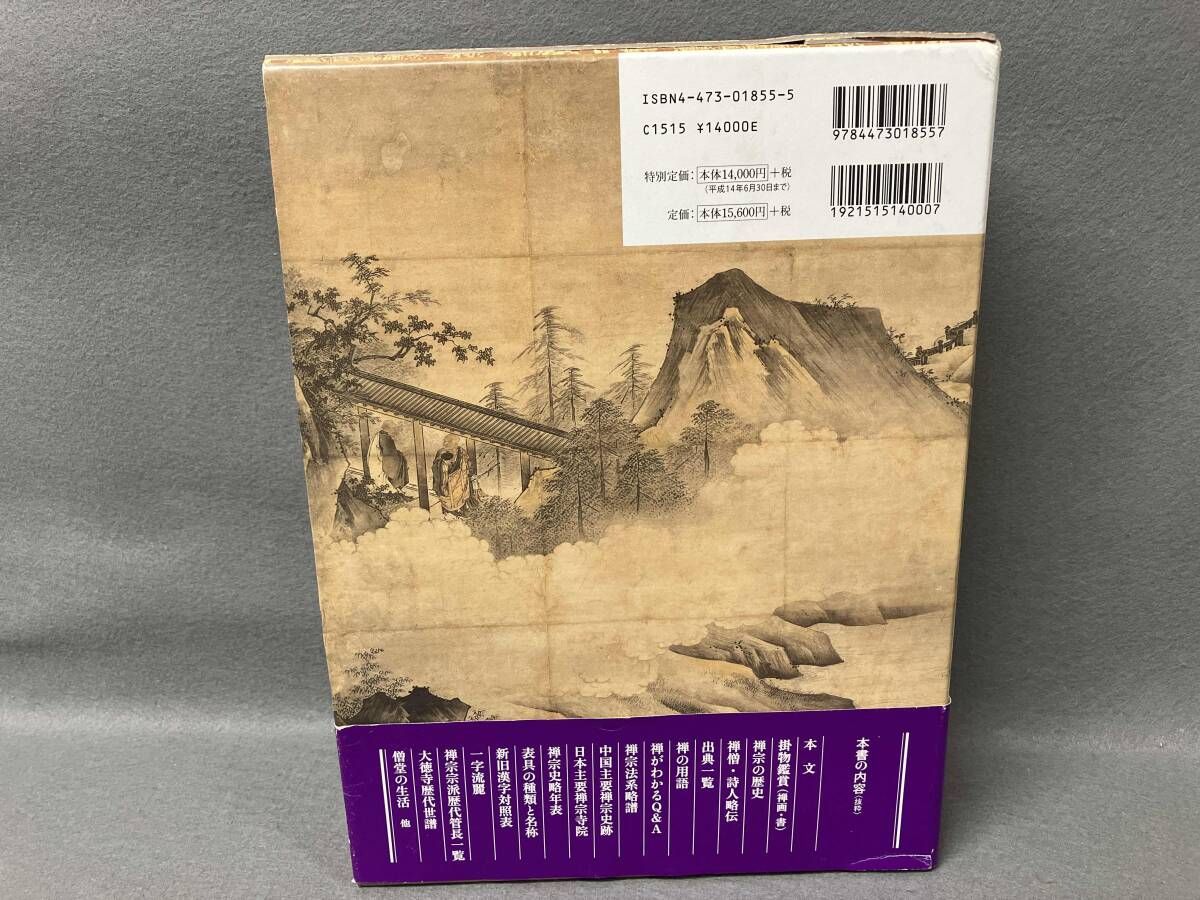 ISBN4-473-01855-5
C1515 ¥14000E
特別定価：本体14,000円＋税
（平成14年6月30日まで）
定価：本体15,600円＋税
9784473018557
1921515140007
本書の内容（抜粋）
本文
掛物鑑賞（禅画・書）
禅宗の歴史
禅僧・詩人略伝
出典一覧
禅の用語
禅がわかるQ&A
禅宗法系略譜
中国主要禅宗史跡
日本主要禅宗寺院
禅宗史略年表
表具の種類と名称
新旧漢字対照表
一字流麗
禅宗宗派歴代管長一覧
大徳寺歴代世譜
僧堂の生活 他